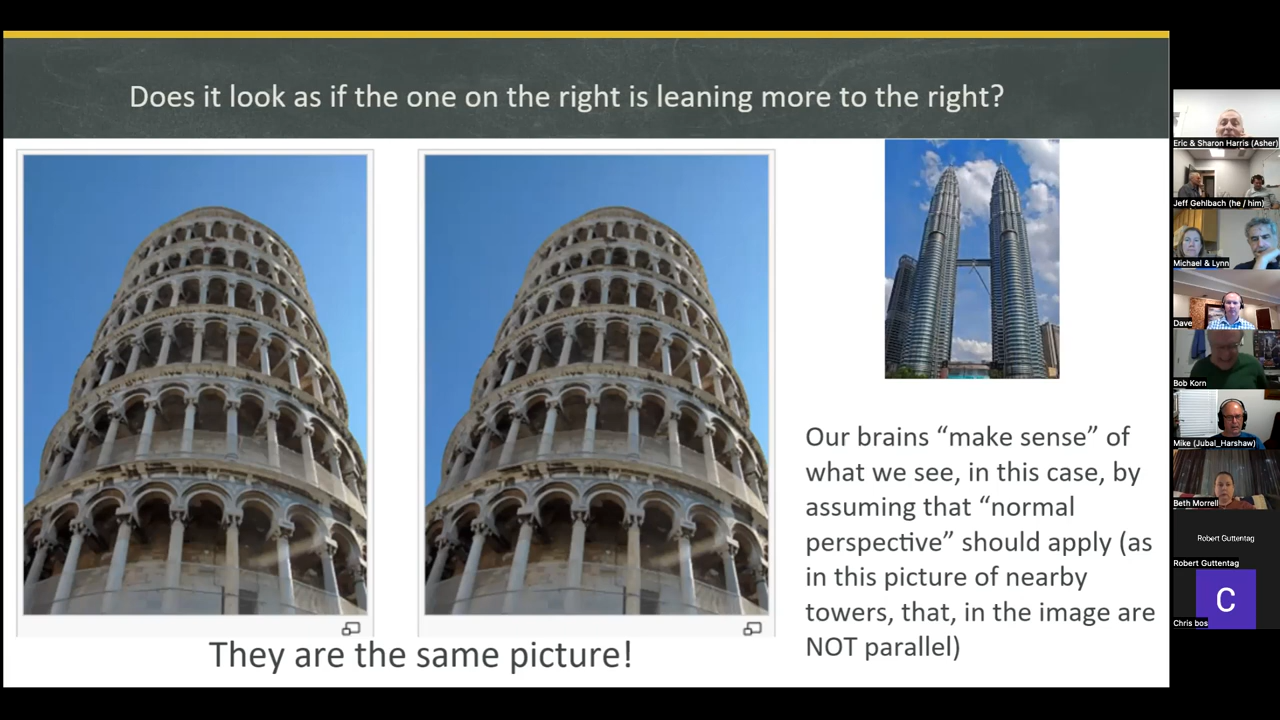 Does it look as if the one on the right is leaning more to the right?
They are the same picture!
Our brains “make sense” of
what we see, in this case, by
assuming that “normal
perspective” should apply (as
in this picture of nearby
towers, that, in the image are
NOT parallel)
Eric & Sharon Harris (Asher)
Jeff Gehlbach (he / him)
Michael & Lynn
Dave
Bob Korn
Mike (Jubal_Harshaw)
Beth Morrell
Robert Guttentag
Robert Guttentag
C
Chris bos